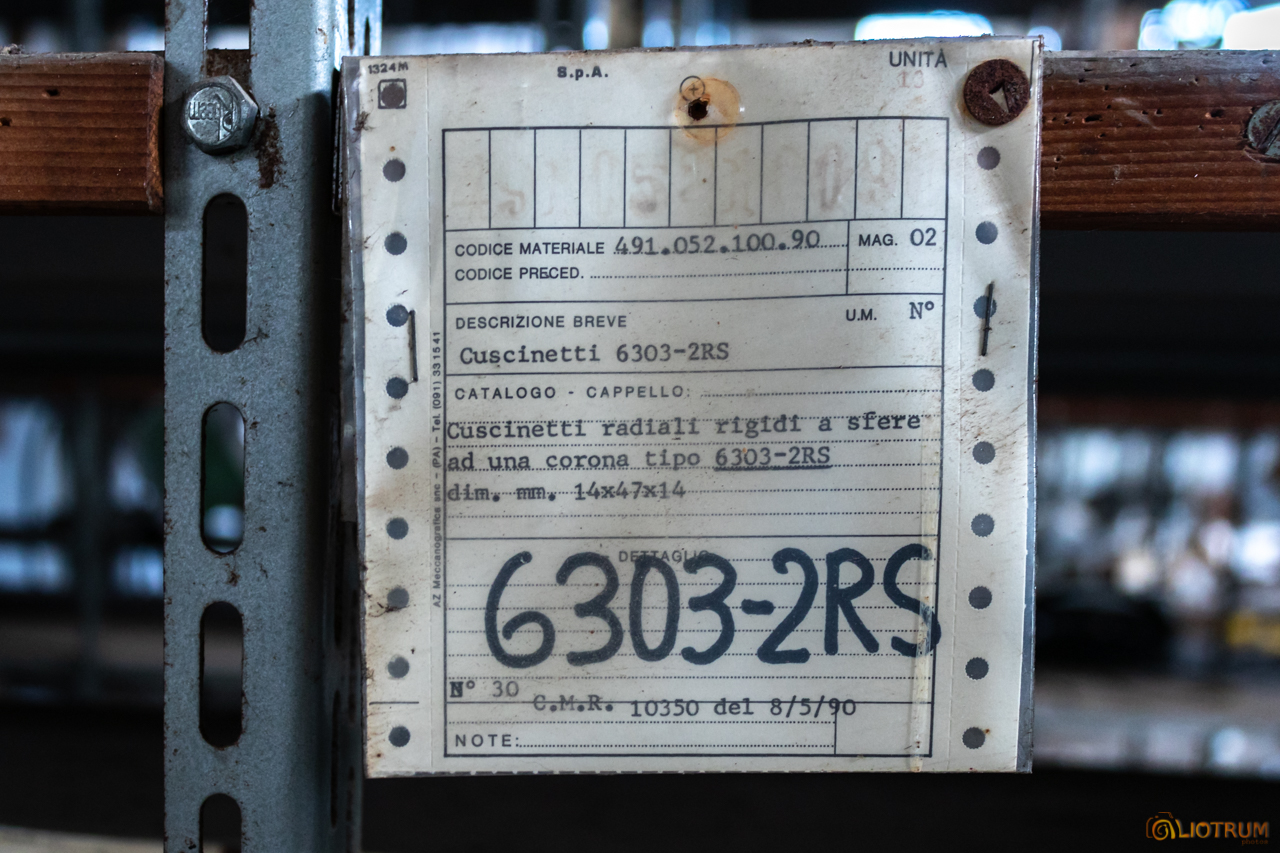 1324M
S.p.A.
UNITÀ
13
CODICE MATERIALE 491.052.100.90 MAG. 02
CODICE PRECED.
DESCRIZIONE BREVE U.M. N°
Cuscinetti 6303-2RS
CATALOGO - CAPPELLO:
Cuscinetti radiali rigidi a sfere
ad una corona tipo 6303-2RS
dim. mm. 14x47x14
DETTAGLIO
6303-2RS
N° 30 C.M.R. 10350 del 8/5/90
NOTE:
AZ Meccanografica snc - (PA) - Tel. (091) 331541
LIOTRUM